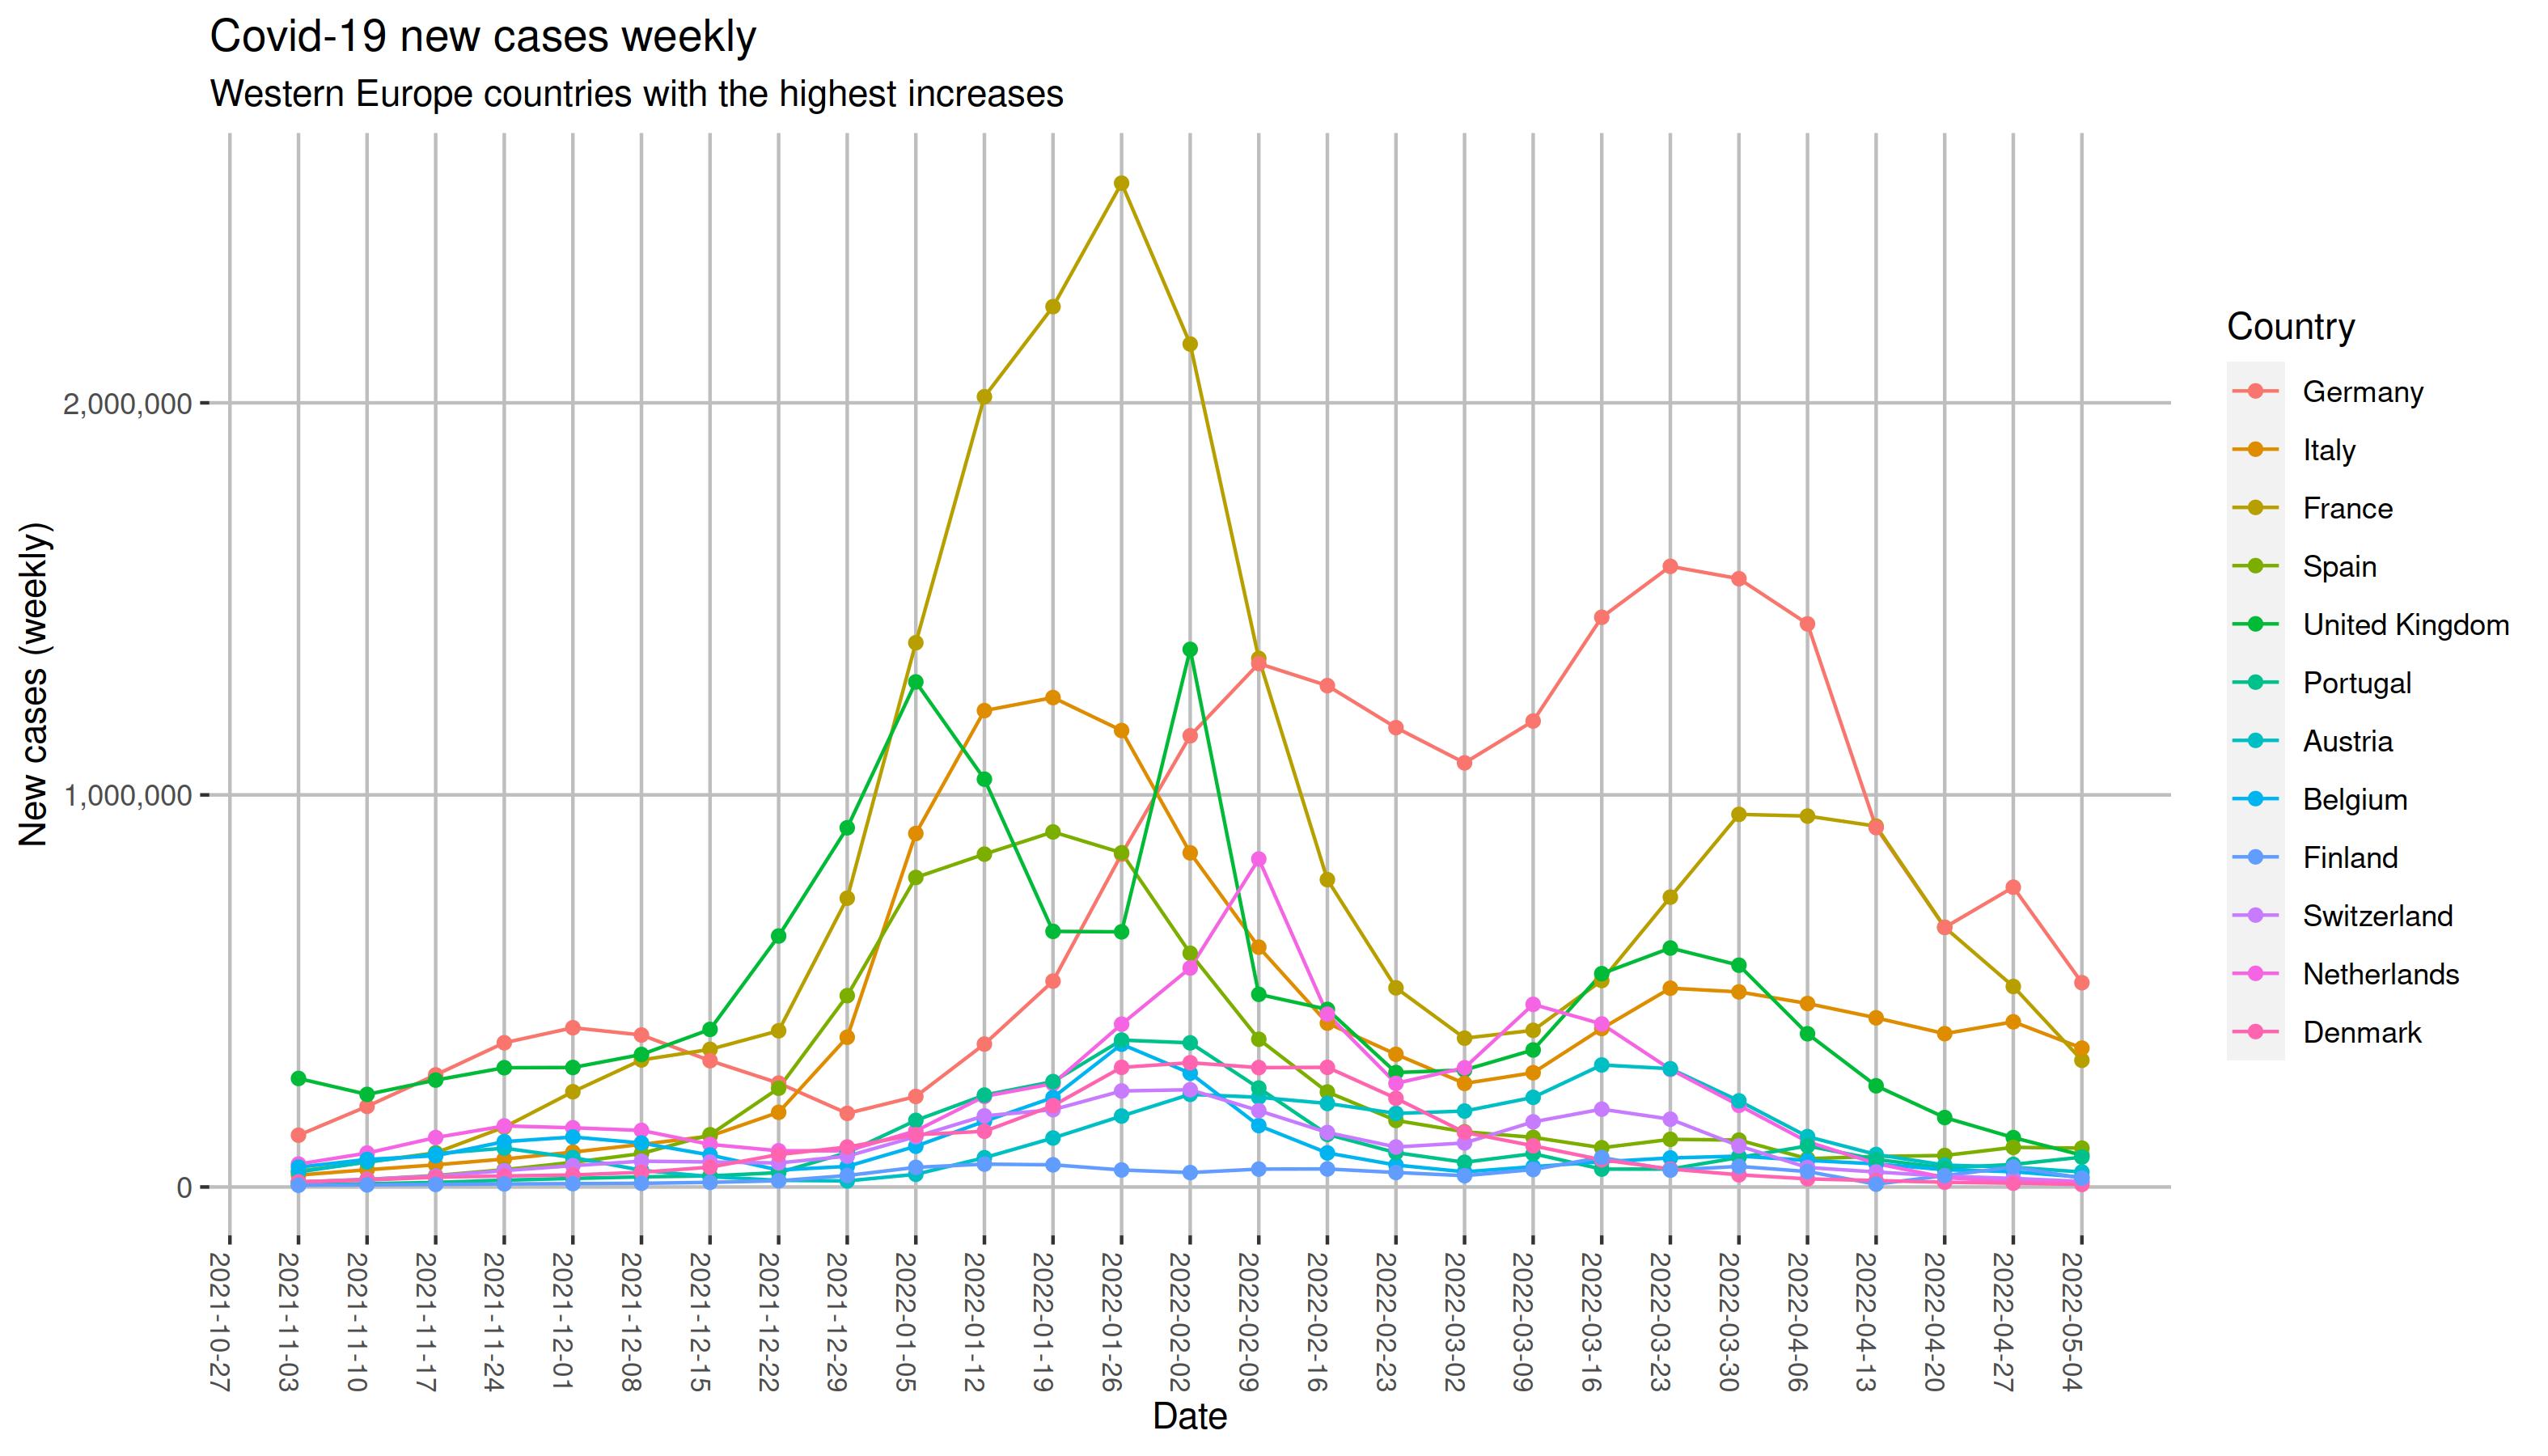 Covid-19 new cases weekly
Western Europe countries with the highest increases
New cases (weekly)
2,000,000
1,000,000
0
2021-10-27
2021-11-03
2021-11-10
2021-11-17
2021-11-24
2021-12-01
2021-12-08
2021-12-15
2021-12-22
2021-12-29
2022-01-05
2022-01-12
2022-01-19
2022-01-26
2022-02-02
2022-02-09
2022-02-16
2022-02-23
2022-03-02
2022-03-09
2022-03-16
2022-03-23
2022-03-30
2022-04-06
2022-04-13
2022-04-20
2022-04-27
2022-05-04
Date
Country
Germany
Italy
France
Spain
United Kingdom
Portugal
Austria
Belgium
Finland
Switzerland
Netherlands
Denmark